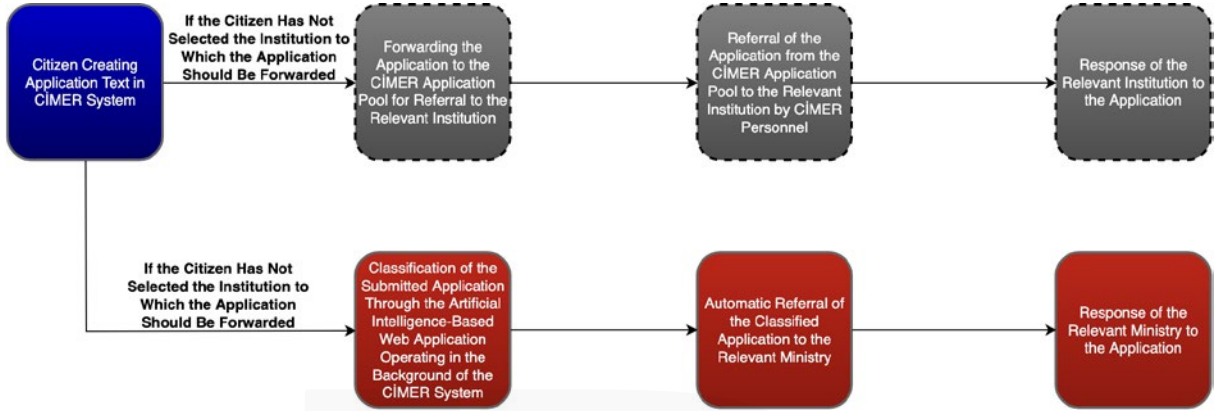 Citizen Creating
Application Text in
CİMER System
If the Citizen Has Not
Selected the Institution to
Which the Application
Should Be Forwarded
Forwarding the
Application to the
CİMER Application
Pool for Referral to the
Relevant Institution
Referral of the
Application from the
CİMER Application
Pool to the Relevant
Institution by CİMER
Personnel
Response of the
Relevant Institution to
the Application
If the Citizen Has Not
Selected the Institution to
Which the Application
Should Be Forwarded
Classification of the
Submitted Application
Through the Artificial
Intelligence-Based
Web Application
Operating in the
Background of the
CİMER System
Automatic Referral of
the Classified
Application to the
Relevant Ministry
Response of the
Relevant Ministry to
the Application